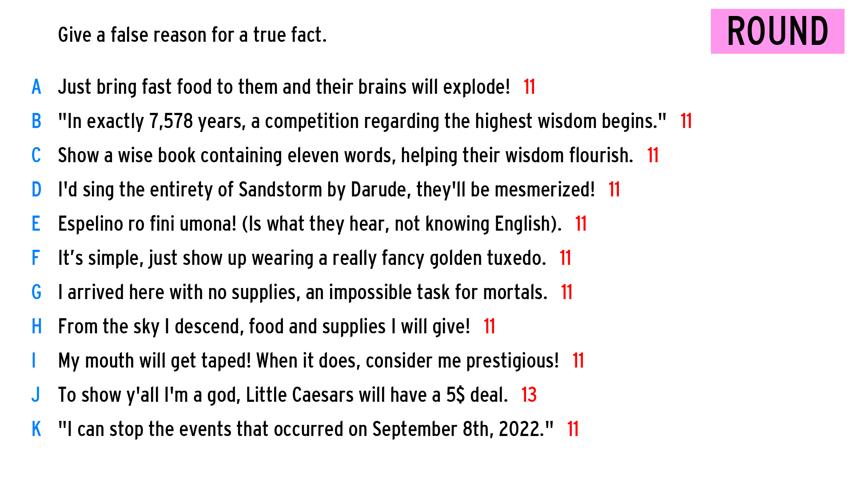 ROUND
Give a false reason for a true fact.
A Just bring fast food to them and their brains will explode! 11
B "In exactly 7,578 years, a competition regarding the highest wisdom begins." 11
C Show a wise book containing eleven words, helping their wisdom flourish. 11
D I'd sing the entirety of Sandstorm by Darude, they'll be mesmerized! 11
E Espelino ro fini umona! (Is what they hear, not knowing English). 11
F It’s simple, just show up wearing a really fancy golden tuxedo. 11
G I arrived here with no supplies, an impossible task for mortals. 11
H From the sky I descend, food and supplies I will give! 11
I My mouth will get taped! When it does, consider me prestigious! 11
J To show y'all I'm a god, Little Caesars will have a 5$ deal. 13
K "I can stop the events that occurred on September 8th, 2022." 11